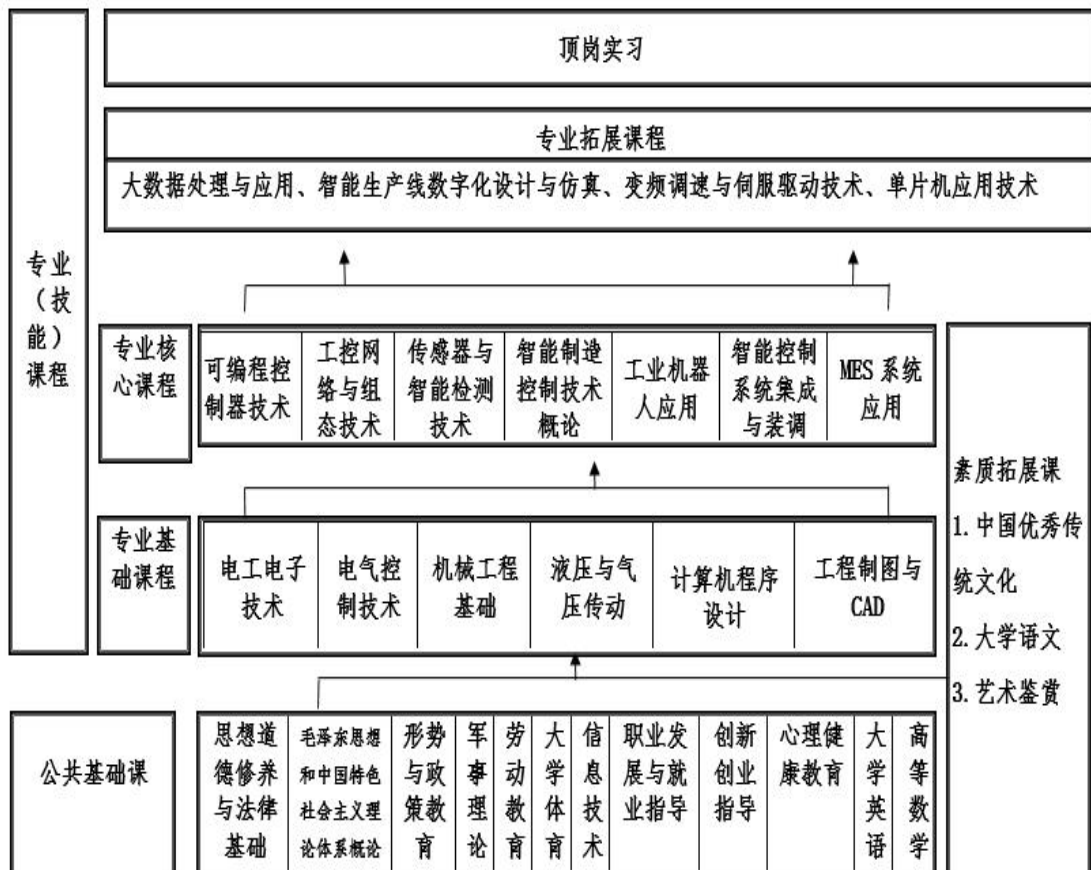 顶岗实习
专业拓展课程
大数据处理与应用、智能生产线数字化设计与仿真、变频调速与伺服驱动技术、单片机应用技术
专业
（技
能）
课程
专业核
心课程
可编程控
制器技术
工控网
络与组
态技术
传感器与
智能检测
技术
智能制造
控制技术
概论
工业机器
人应用
智能控制
系统集成
与装调
MES 系统
应用
专业基
础课程
电工电子
技术
电气控
制技术
机械工程
基础
液压与气
压传动
计算机程序
设计
工程制图与
CAD
素质拓展课
1.中国优秀传
统文化
2.大学语文
3.艺术鉴赏
公共基础课
思想道
德修养
与法律
基础
毛泽东思想
和中国特色
社会主义理
论体系概论
形势
与政
策教
育
军
事
理
论
劳
动
教
育
大
学
体
育
信
息
技
术
职业发
展与就
业指导
创新
创业
指导
心理健
康教育
大
学
英
语
高
等
数
学